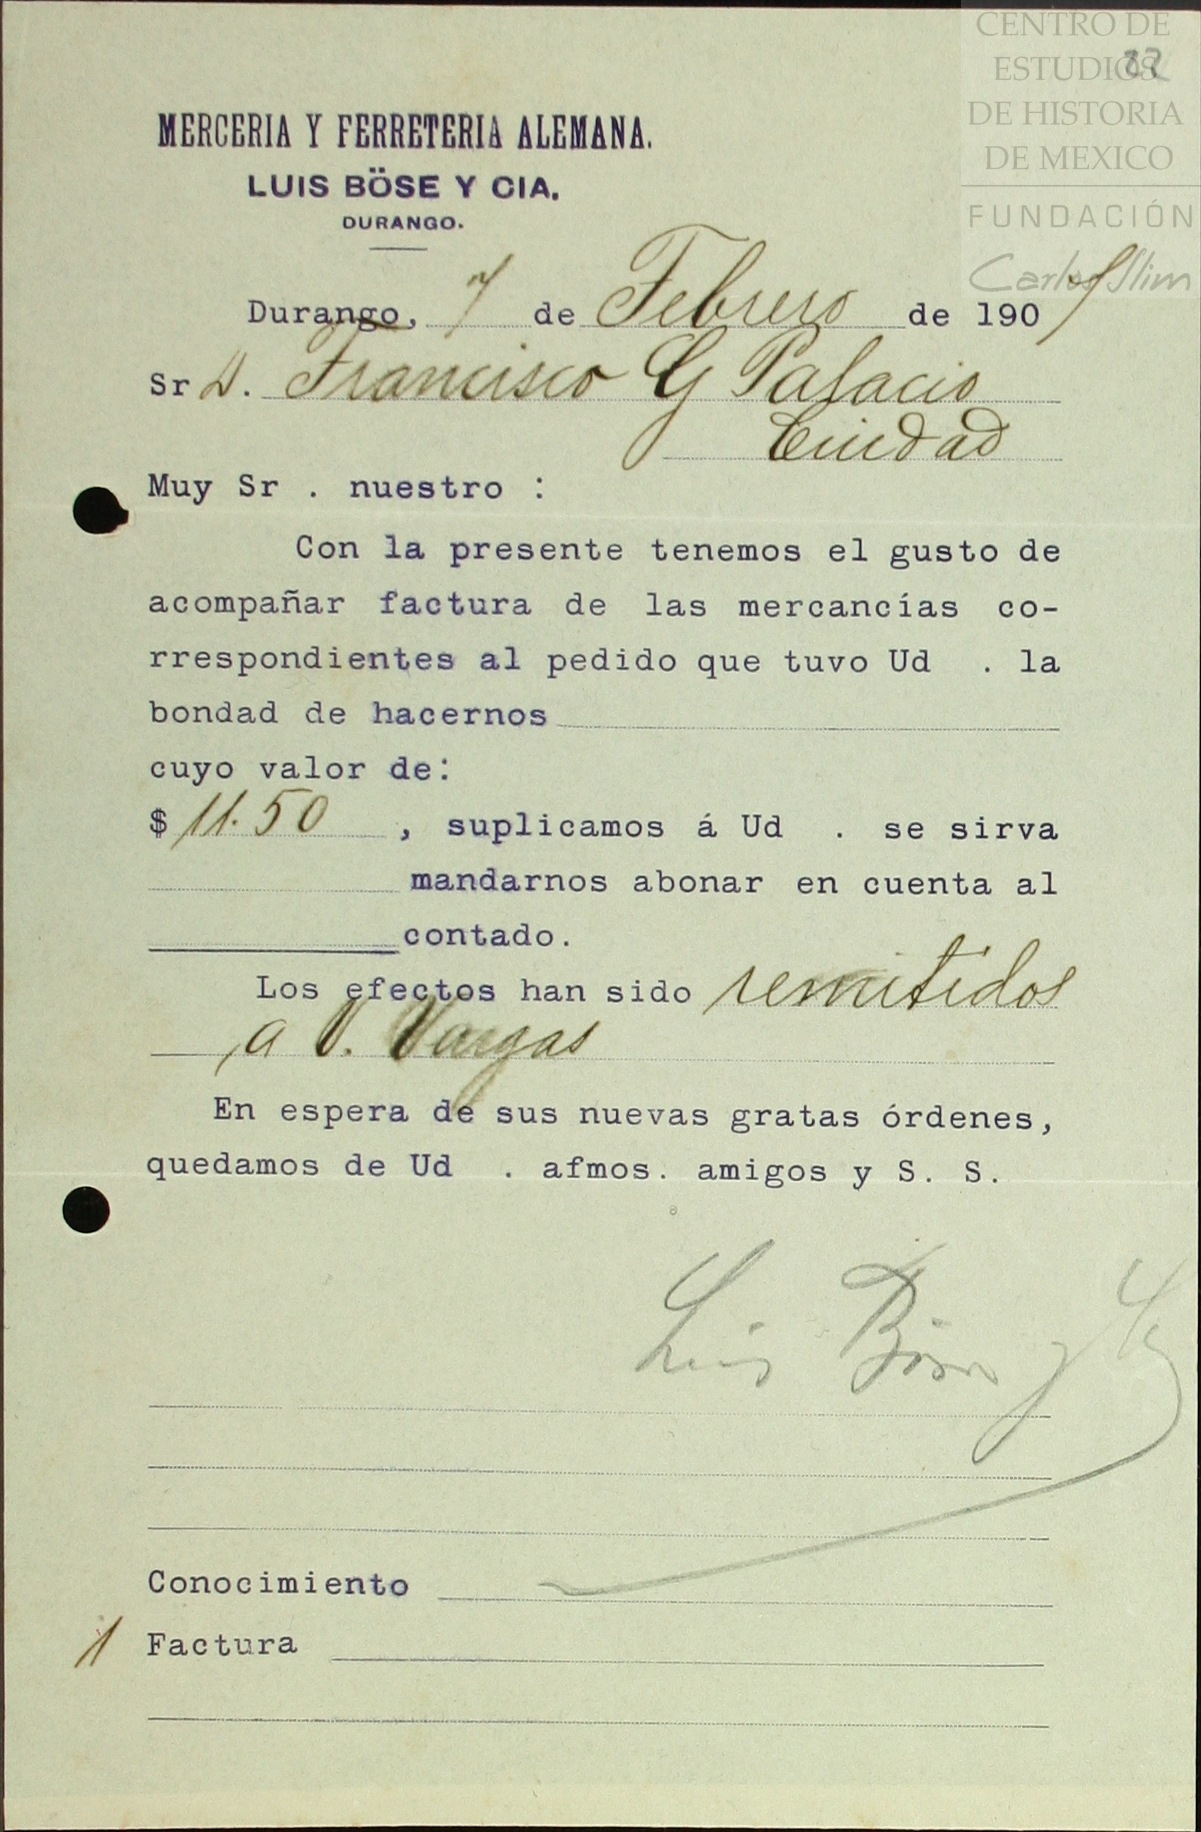 CENTRO DE
ESTUDIOS
DE HISTORIA
DE MEXICO
FUNDACIÓN
Carlos Slim
MERCERIA Y FERRETERIA ALEMANA.
LUIS BÖSE Y CIA.
DURANGO.
Durango, 7 de Febrero de 1907
Sr D. Francisco G Palacio
Ciudad
Muy Sr . nuestro :
Con la presente tenemos el gusto de
acompañar factura de las mercancías co-
rrespondientes al pedido que tuvo Ud . la
bondad de hacernos
cuyo valor de:
$ 11.50 , suplicamos á Ud . se sirva
mandarnos abonar en cuenta al
contado.
Los efectos han sido remitidos
a V. Vargas
En espera de sus nuevas gratas órdenes,
quedamos de Ud . afmos. amigos y S. S.
Luis Böse y Ca
Conocimiento
1 Factura